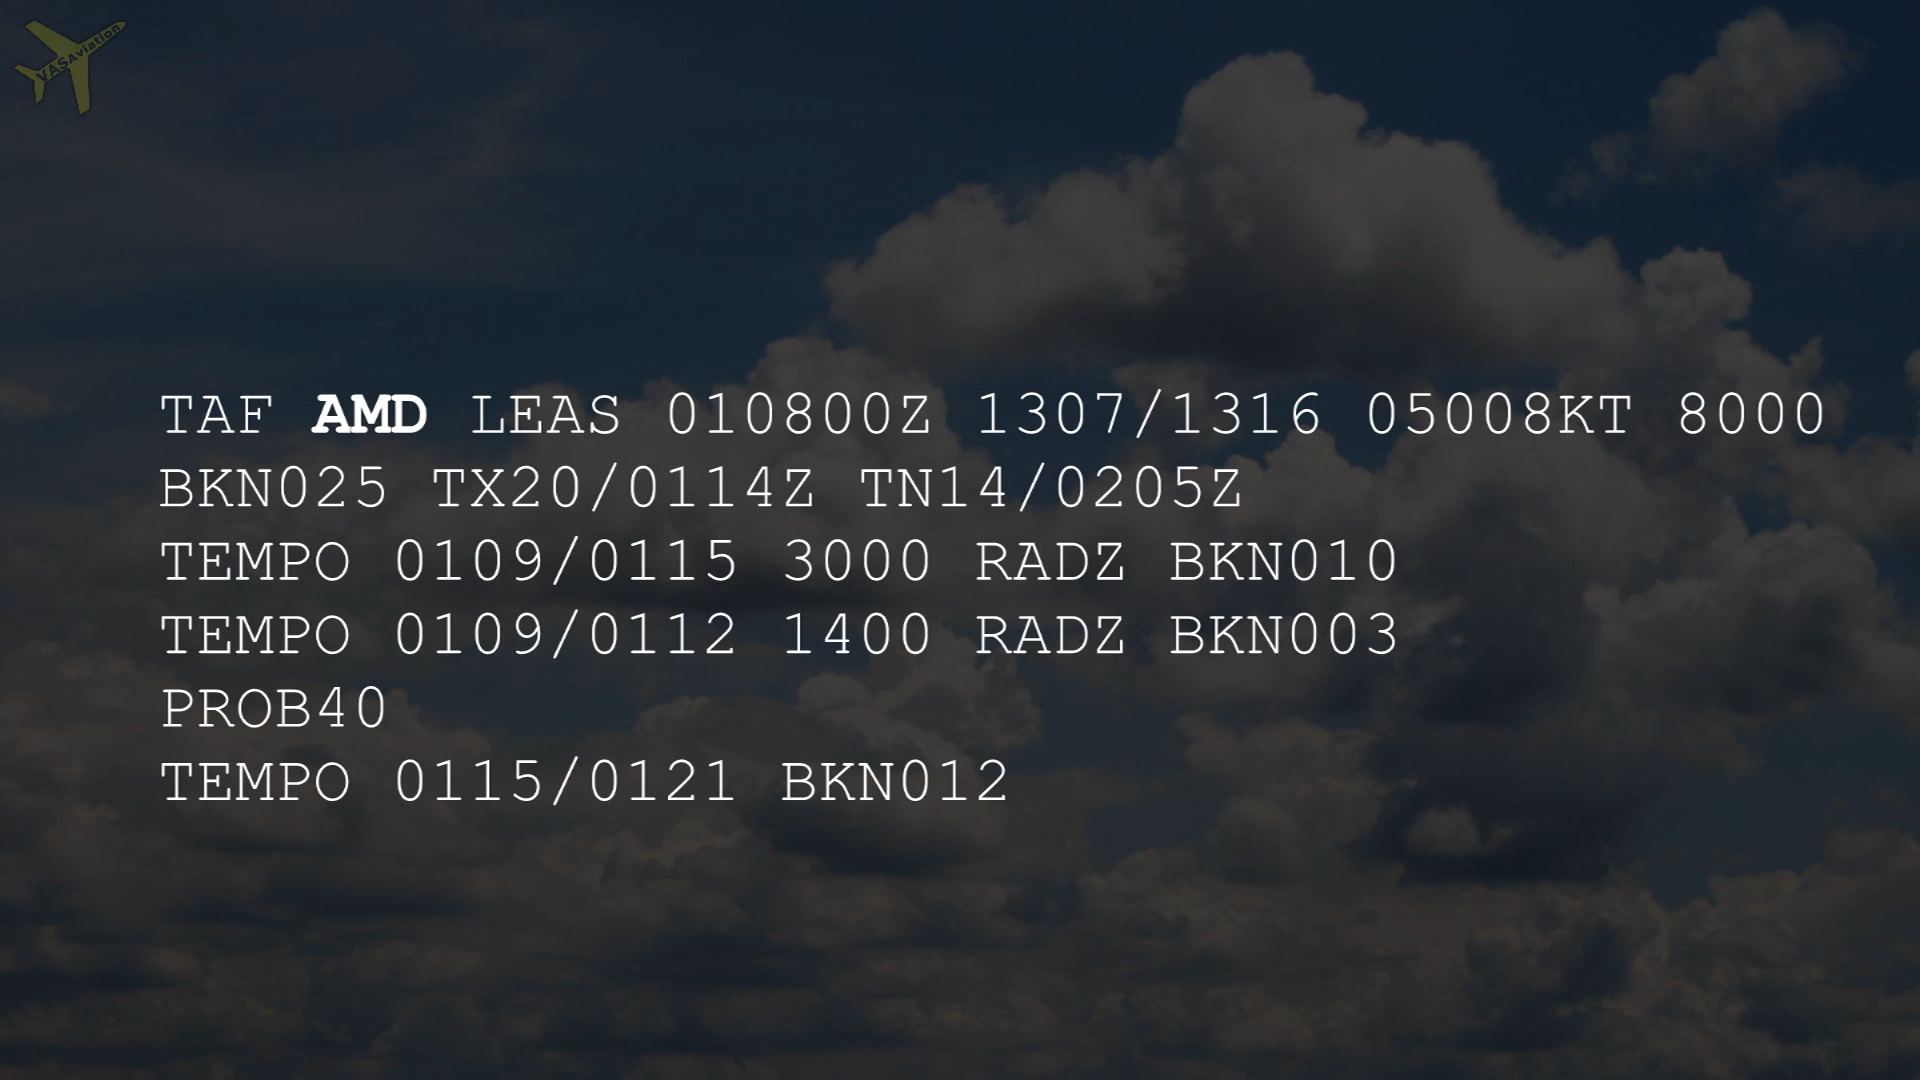 VASAviation
TAF AMD LEAS 010800Z 1307/1316 05008KT 8000
BKN025 TX20/0114Z TN14/0205Z
TEMPO 0109/0115 3000 RADZ BKN010
TEMPO 0109/0112 1400 RADZ BKN003
PROB40
TEMPO 0115/0121 BKN012